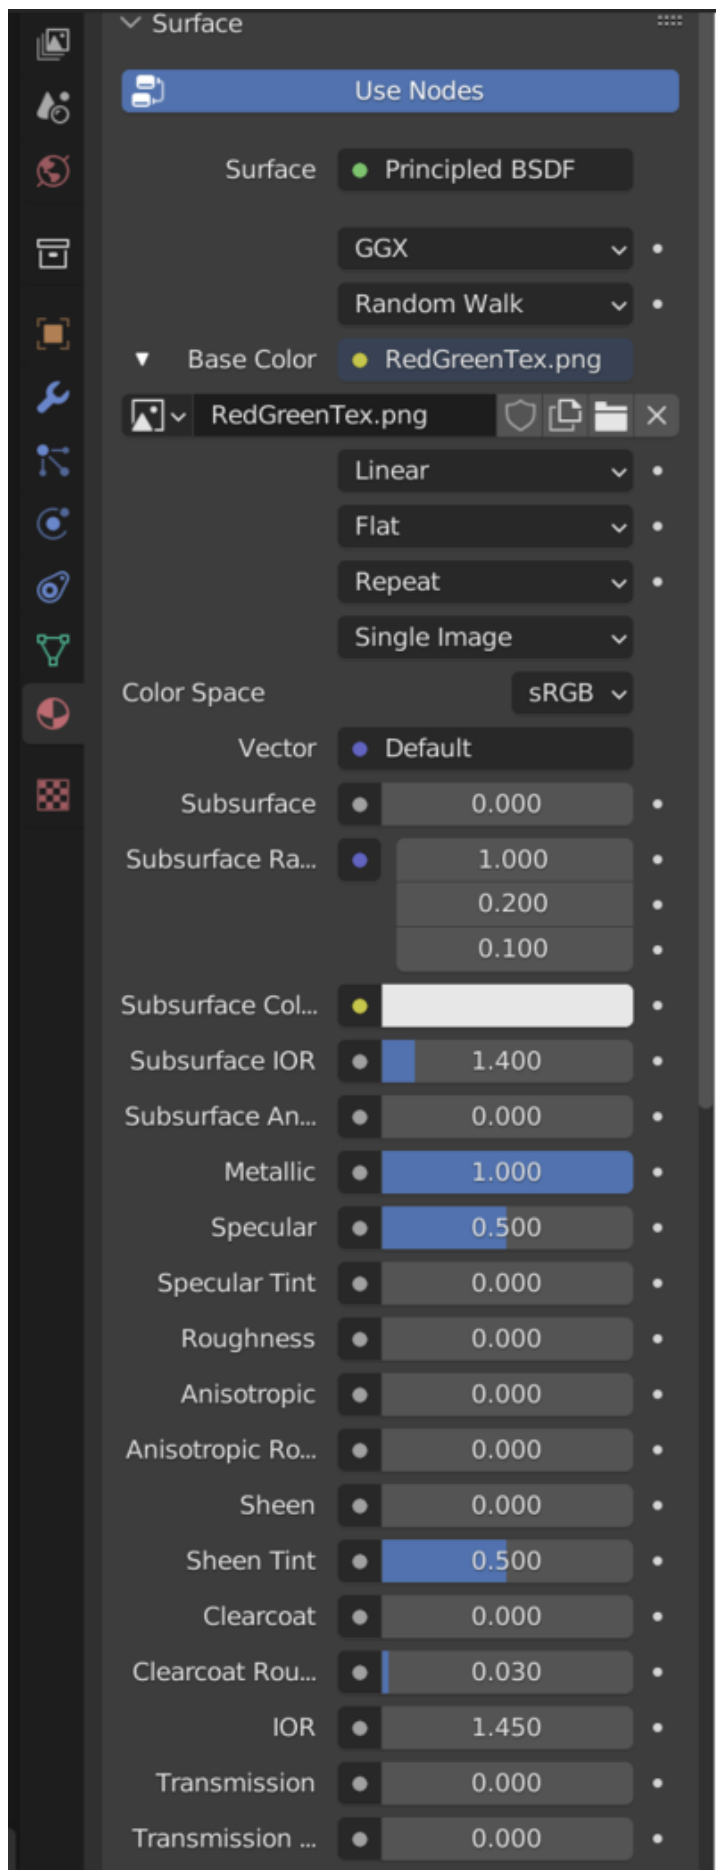 Surface
Use Nodes
Surface Principled BSDF
GGX
Random Walk
Base Color RedGreenTex.png
RedGreenTex.png
Linear
Flat
Repeat
Single Image
Color Space sRGB
Vector Default
Subsurface 0.000
Subsurface Ra... 1.000
0.200
0.100
Subsurface Col...
Subsurface IOR 1.400
Subsurface An... 0.000
Metallic 1.000
Specular 0.500
Specular Tint 0.000
Roughness 0.000
Anisotropic 0.000
Anisotropic Ro... 0.000
Sheen 0.000
Sheen Tint 0.500
Clearcoat 0.000
Clearcoat Rou... 0.030
IOR 1.450
Transmission 0.000
Transmission ... 0.000